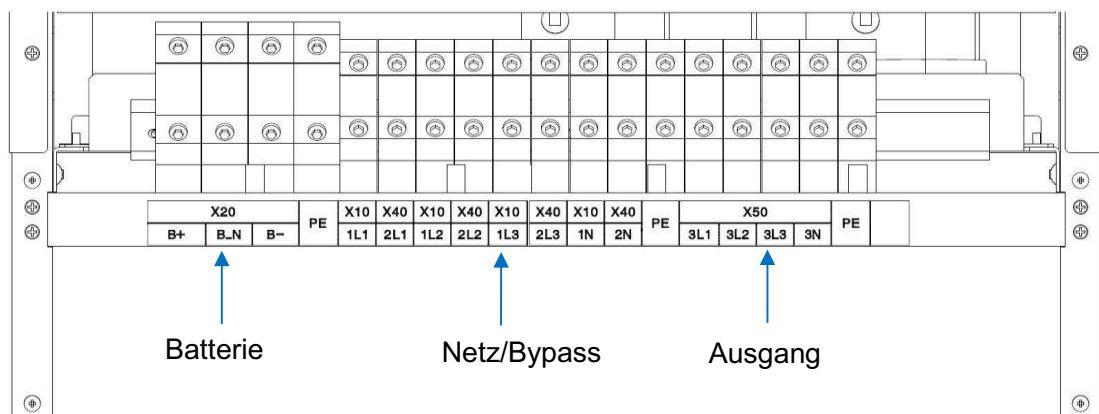 X20 PE X10 X40 X10 X40 X10 X40 X10 X40 PE X50 PE
B+ B_N B- 1L1 2L1 1L2 2L2 1L3 2L3 1N 2N 3L1 3L2 3L3 3N
Batterie Netz/Bypass Ausgang